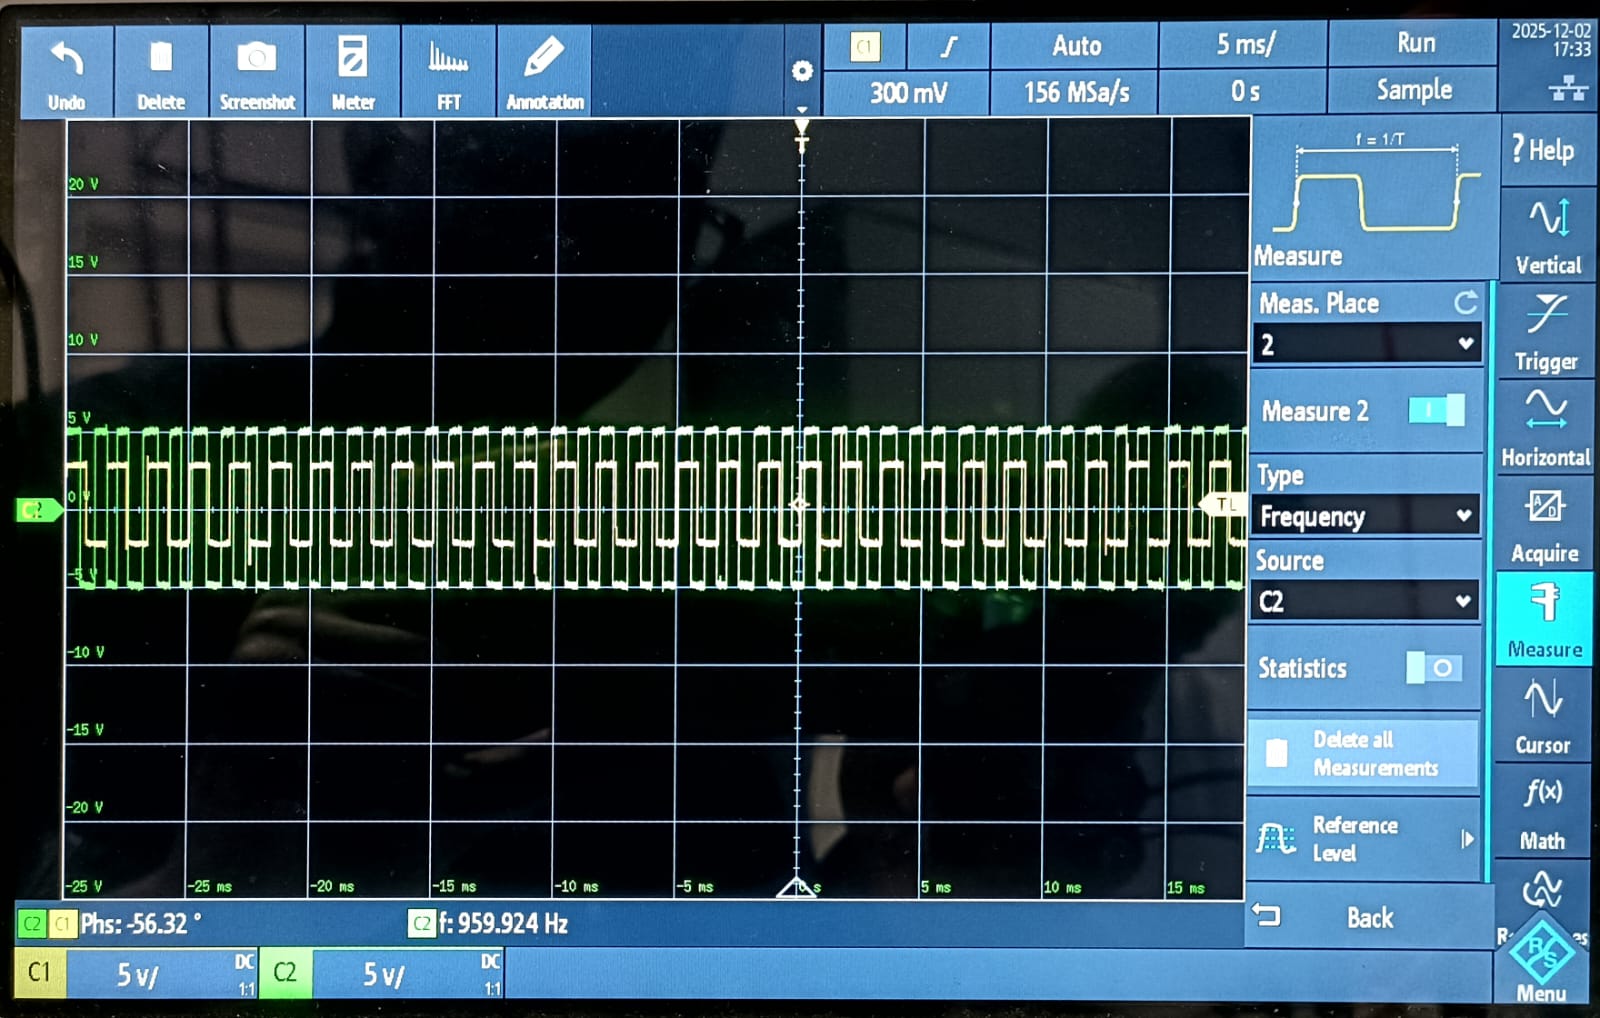 Undo
Delete
Screenshot
Meter
FFT
Annotation
C1
Auto
5 ms/
Run
2025-12-02
17:33
300 mV
156 MSa/s
0 s
Sample
f = 1/T
Measure
? Help
Vertical
Trigger
Horizontal
A/D
Acquire
Measure
Cursor
f(x)
Math
R/S
Menu
Meas. Place
2
Measure 2
Type
Frequency
Source
C2
Statistics
Delete all
Measurements
Reference
Level
Back
T
20 V
15 V
10 V
5 V
0 V
-5 V
-10 V
-15 V
-20 V
-25 V
C2
TL
-25 ms
-20 ms
-15 ms
-10 ms
-5 ms
0 s
5 ms
10 ms
15 ms
C2 C1 Phs: -56.32 °
C2 f: 959.924 Hz
C1
5 V/
DC
1:1
C2
5 V/
DC
1:1